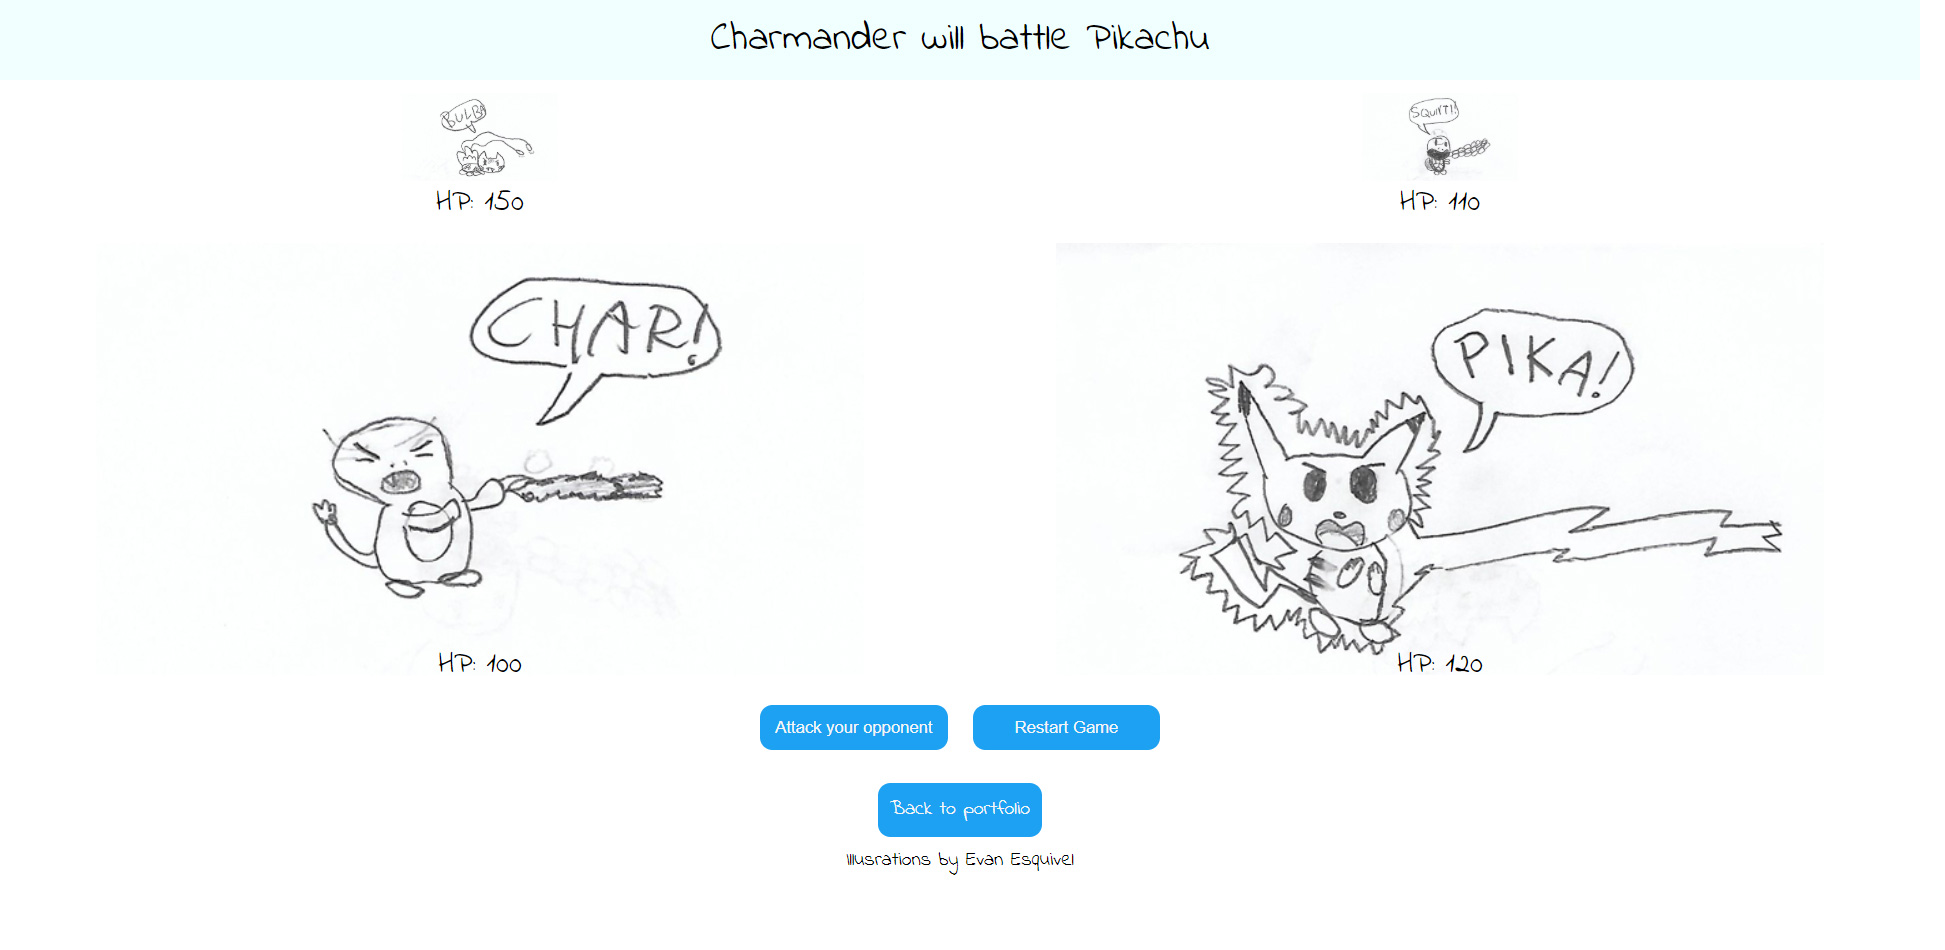 Charmander will battle Pikachu
BULBA
SQUIRT!
HP: 150
HP: 110
CHAR!
PIKA!
HP: 100
HP: 120
Attack your opponent
Restart Game
Back to portfolio
Illusrations by Evan Esquivel